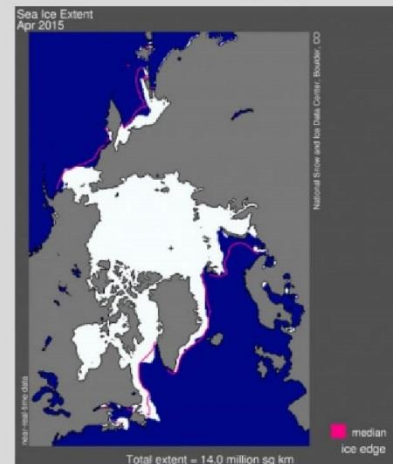 Sea Ice Extent
Apr 2015
National Snow and Ice Data Center, Boulder, CO
near-real-time data
median
ice edge
Total extent = 14.0 million sq km